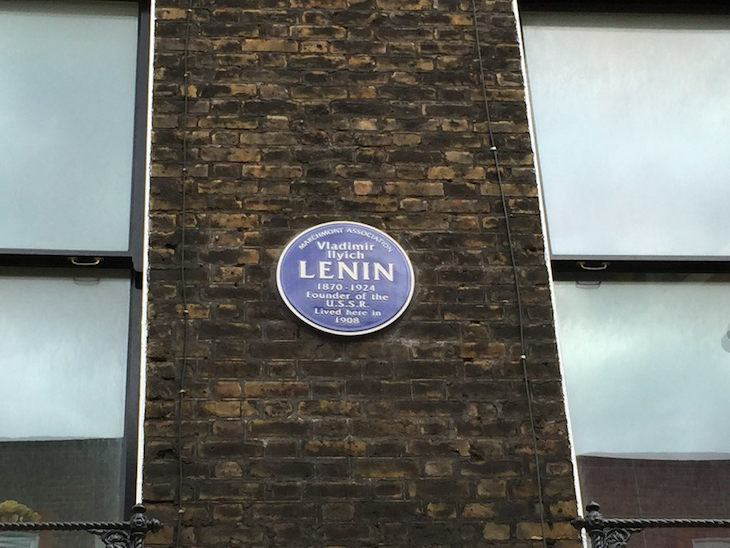 MARCHMONT ASSOCIATION
Vladimir
Ilyich
LENIN
1870-1924
Founder of the
U.S.S.R.
Lived here in
1908